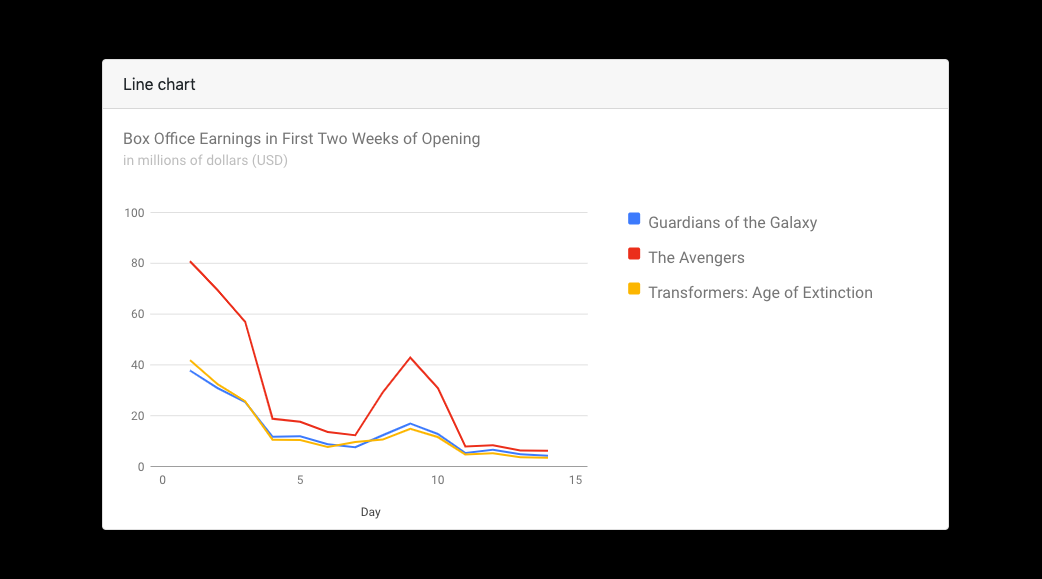 Line chart
Box Office Earnings in First Two Weeks of Opening
in millions of dollars (USD)
100
80
60
40
20
0
0 5 10 15
Day
Guardians of the Galaxy
The Avengers
Transformers: Age of Extinction